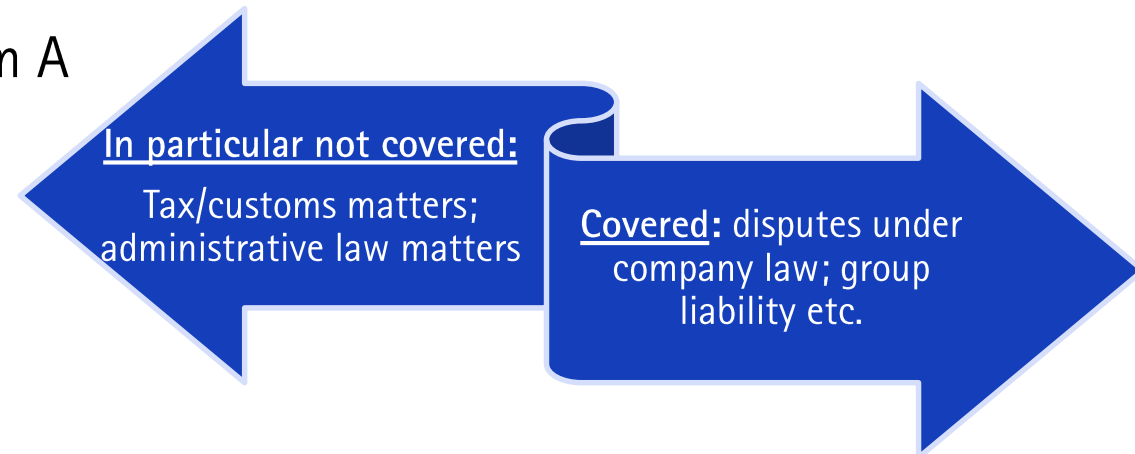 m A
In particular not covered:
Tax/customs matters;
administrative law matters
Covered: disputes under
company law; group
liability etc.